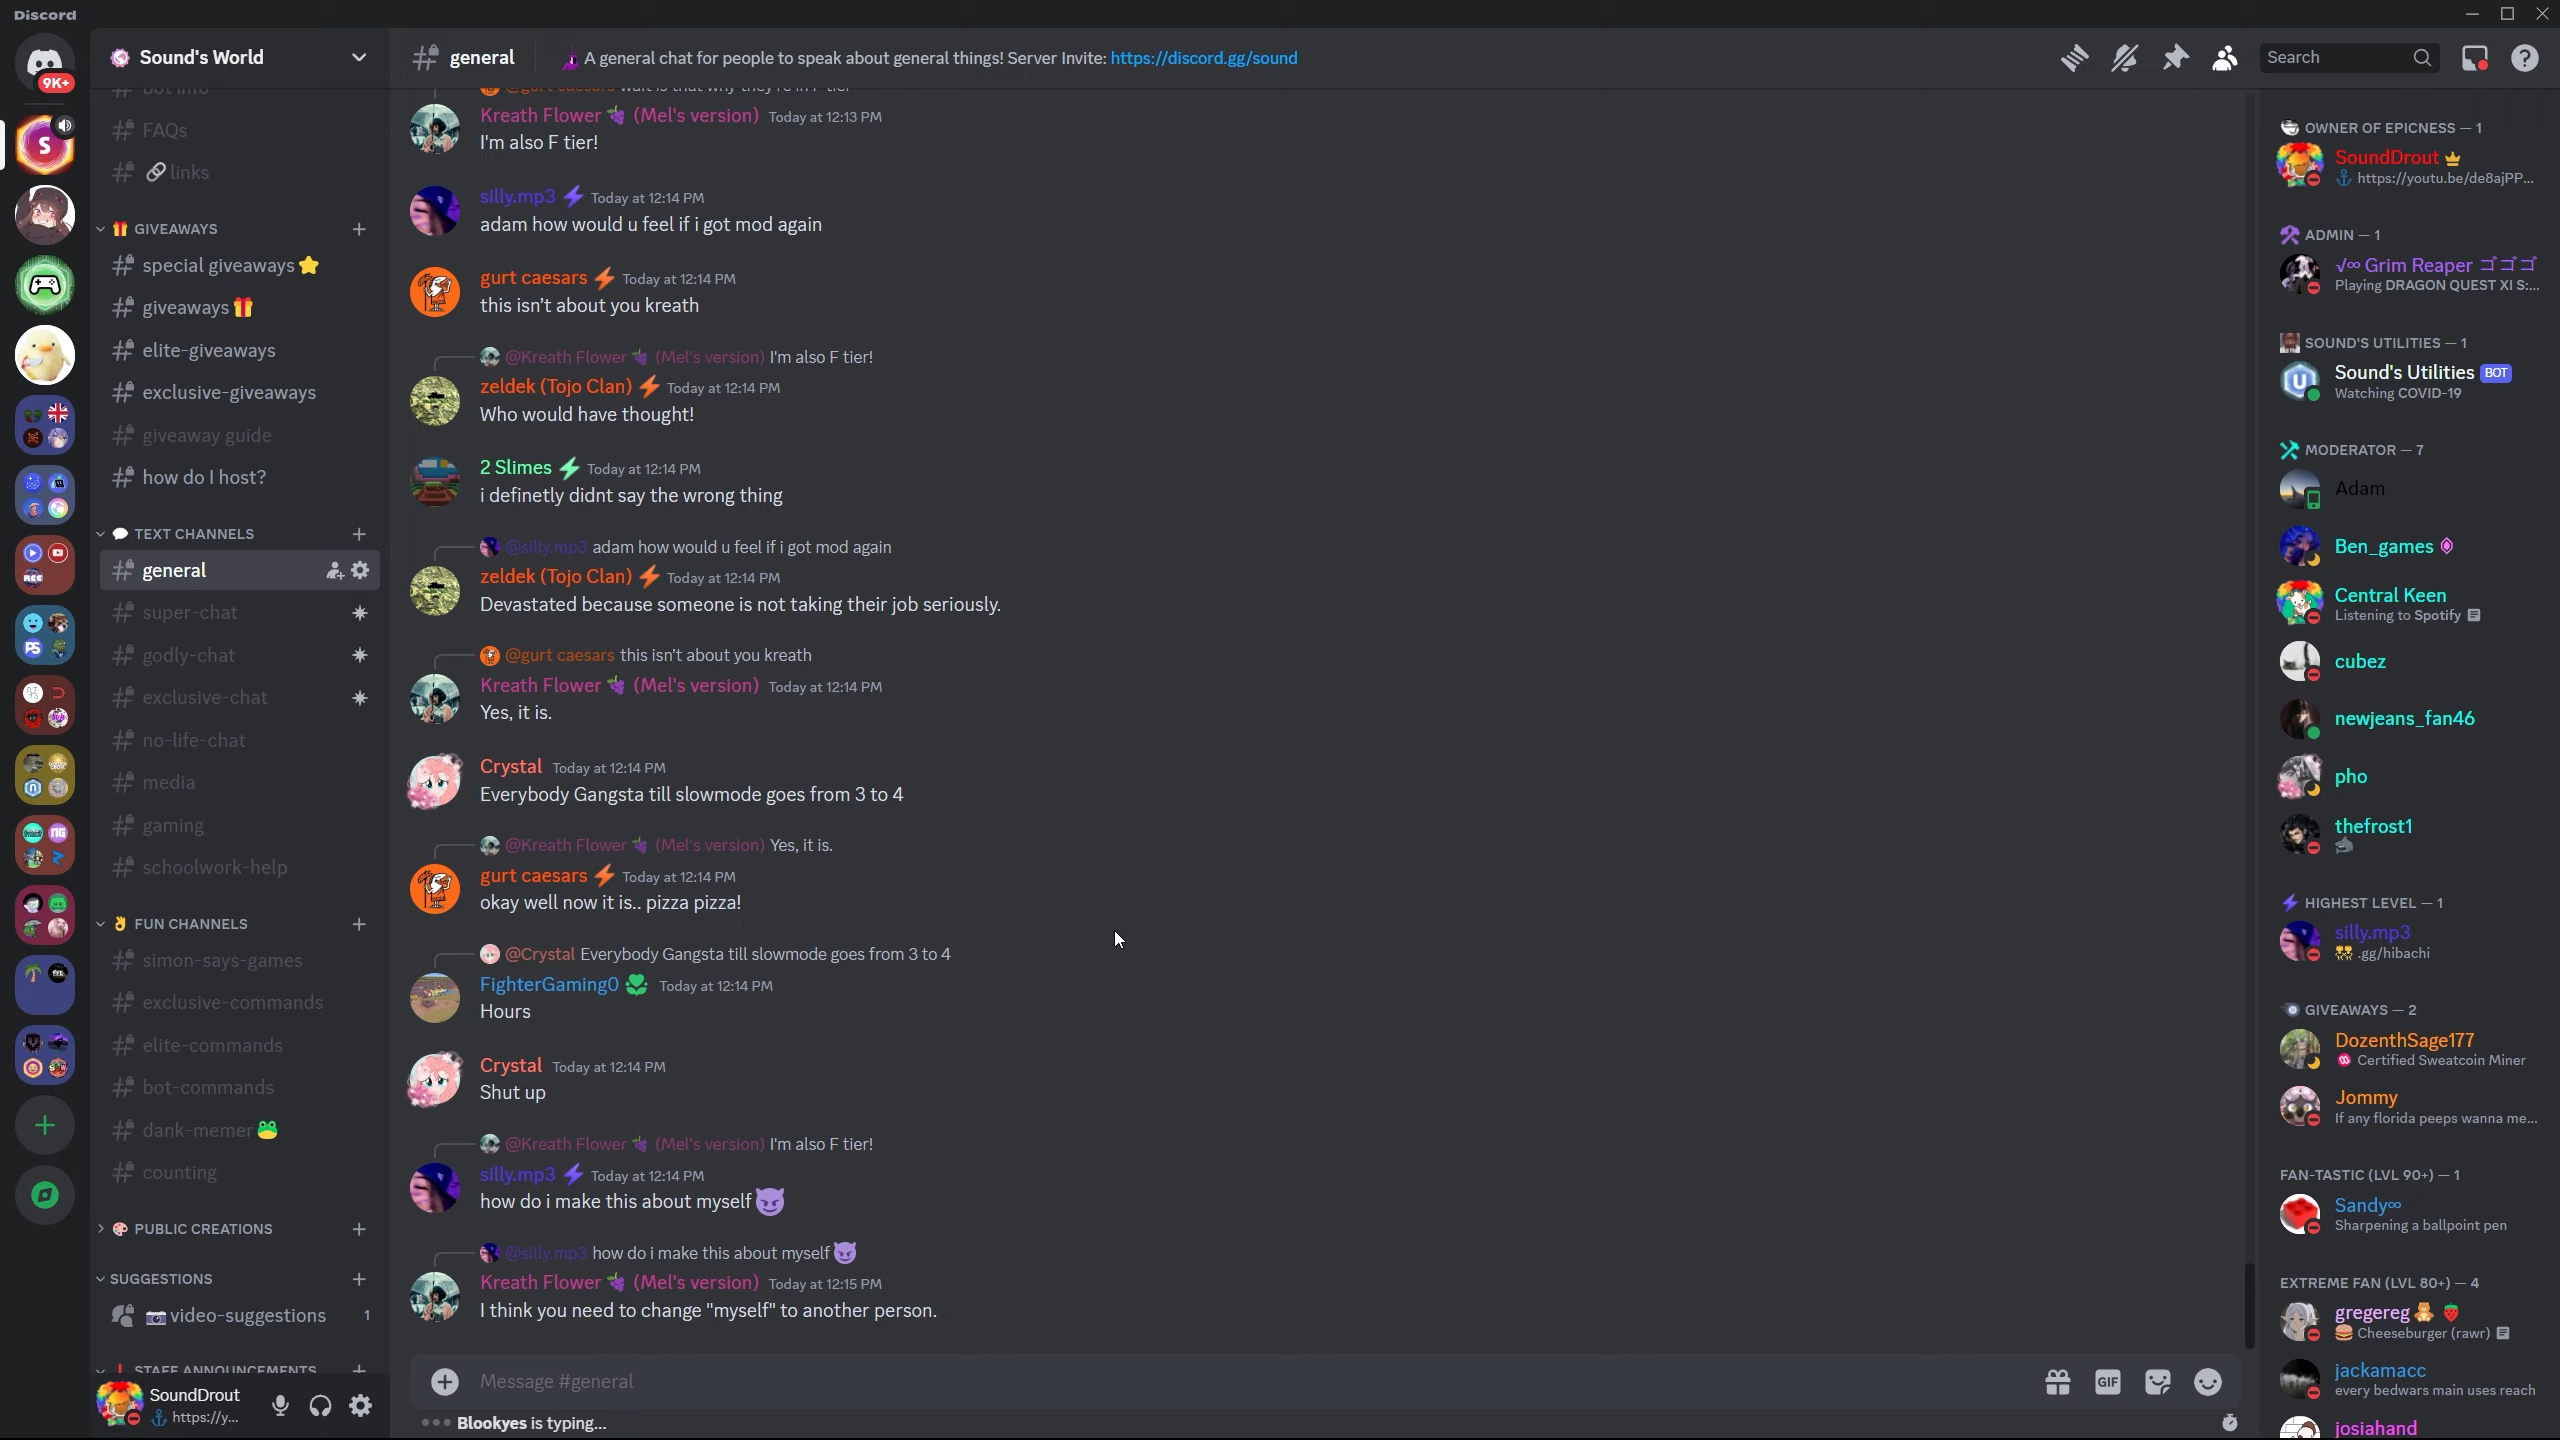 Discord
9K+
Sound's World
bot info
FAQs
links
GIVEAWAYS
special giveaways
giveaways
elite-giveaways
exclusive-giveaways
giveaway guide
how do I host?
TEXT CHANNELS
general
super-chat
godly-chat
exclusive-chat
no-life-chat
media
gaming
schoolwork-help
FUN CHANNELS
simon-says-games
exclusive-commands
elite-commands
bot-commands
dank-memer
counting
PUBLIC CREATIONS
SUGGESTIONS
video-suggestions 1
STAFF ANNOUNCEMENTS
SoundDrout
https://y...
general A general chat for people to speak about general things! Server Invite: https://discord.gg/sound
Search
@gurt caesars wait is that why they're in F tier
Kreath Flower (Mel's version) Today at 12:13 PM
I'm also F tier!
silly.mp3 Today at 12:14 PM
adam how would u feel if i got mod again
gurt caesars Today at 12:14 PM
this isn't about you kreath
@Kreath Flower (Mel's version) I'm also F tier!
zeldek (Tojo Clan) Today at 12:14 PM
Who would have thought!
2 Slimes Today at 12:14 PM
i definetly didnt say the wrong thing
@silly.mp3 adam how would u feel if i got mod again
zeldek (Tojo Clan) Today at 12:14 PM
Devastated because someone is not taking their job seriously.
@gurt caesars this isn't about you kreath
Kreath Flower (Mel's version) Today at 12:14 PM
Yes, it is.
Crystal Today at 12:14 PM
Everybody Gangsta till slowmode goes from 3 to 4
@Kreath Flower (Mel's version) Yes, it is.
gurt caesars Today at 12:14 PM
okay well now it is.. pizza pizza!
@Crystal Everybody Gangsta till slowmode goes from 3 to 4
FighterGaming0 Today at 12:14 PM
Hours
Crystal Today at 12:14 PM
Shut up
@Kreath Flower (Mel's version) I'm also F tier!
silly.mp3 Today at 12:14 PM
how do i make this about myself
@silly.mp3 how do i make this about myself
Kreath Flower (Mel's version) Today at 12:15 PM
I think you need to change "myself" to another person.
Message #general
GIF
Blookyes is typing...
OWNER OF EPICNESS — 1
SoundDrout
https://youtu.be/de8ajPP...
ADMIN — 1
√∞ Grim Reaper ゴゴゴ
Playing DRAGON QUEST XI S:...
SOUND'S UTILITIES — 1
Sound's Utilities BOT
Watching COVID-19
MODERATOR — 7
Adam
Ben_games
Central Keen
Listening to Spotify
cubez
newjeans_fan46
pho
thefrost1
HIGHEST LEVEL — 1
silly.mp3
.gg/hibachi
GIVEAWAYS — 2
DozenthSage177
Certified Sweatcoin Miner
Jommy
If any florida peeps wanna me...
FAN-TASTIC (LVL 90+) — 1
Sandy∞
Sharpening a ballpoint pen
EXTREME FAN (LVL 80+) — 4
gregereg
Cheeseburger (rawr)
jackamacc
every bedwars main uses reach
josiahand